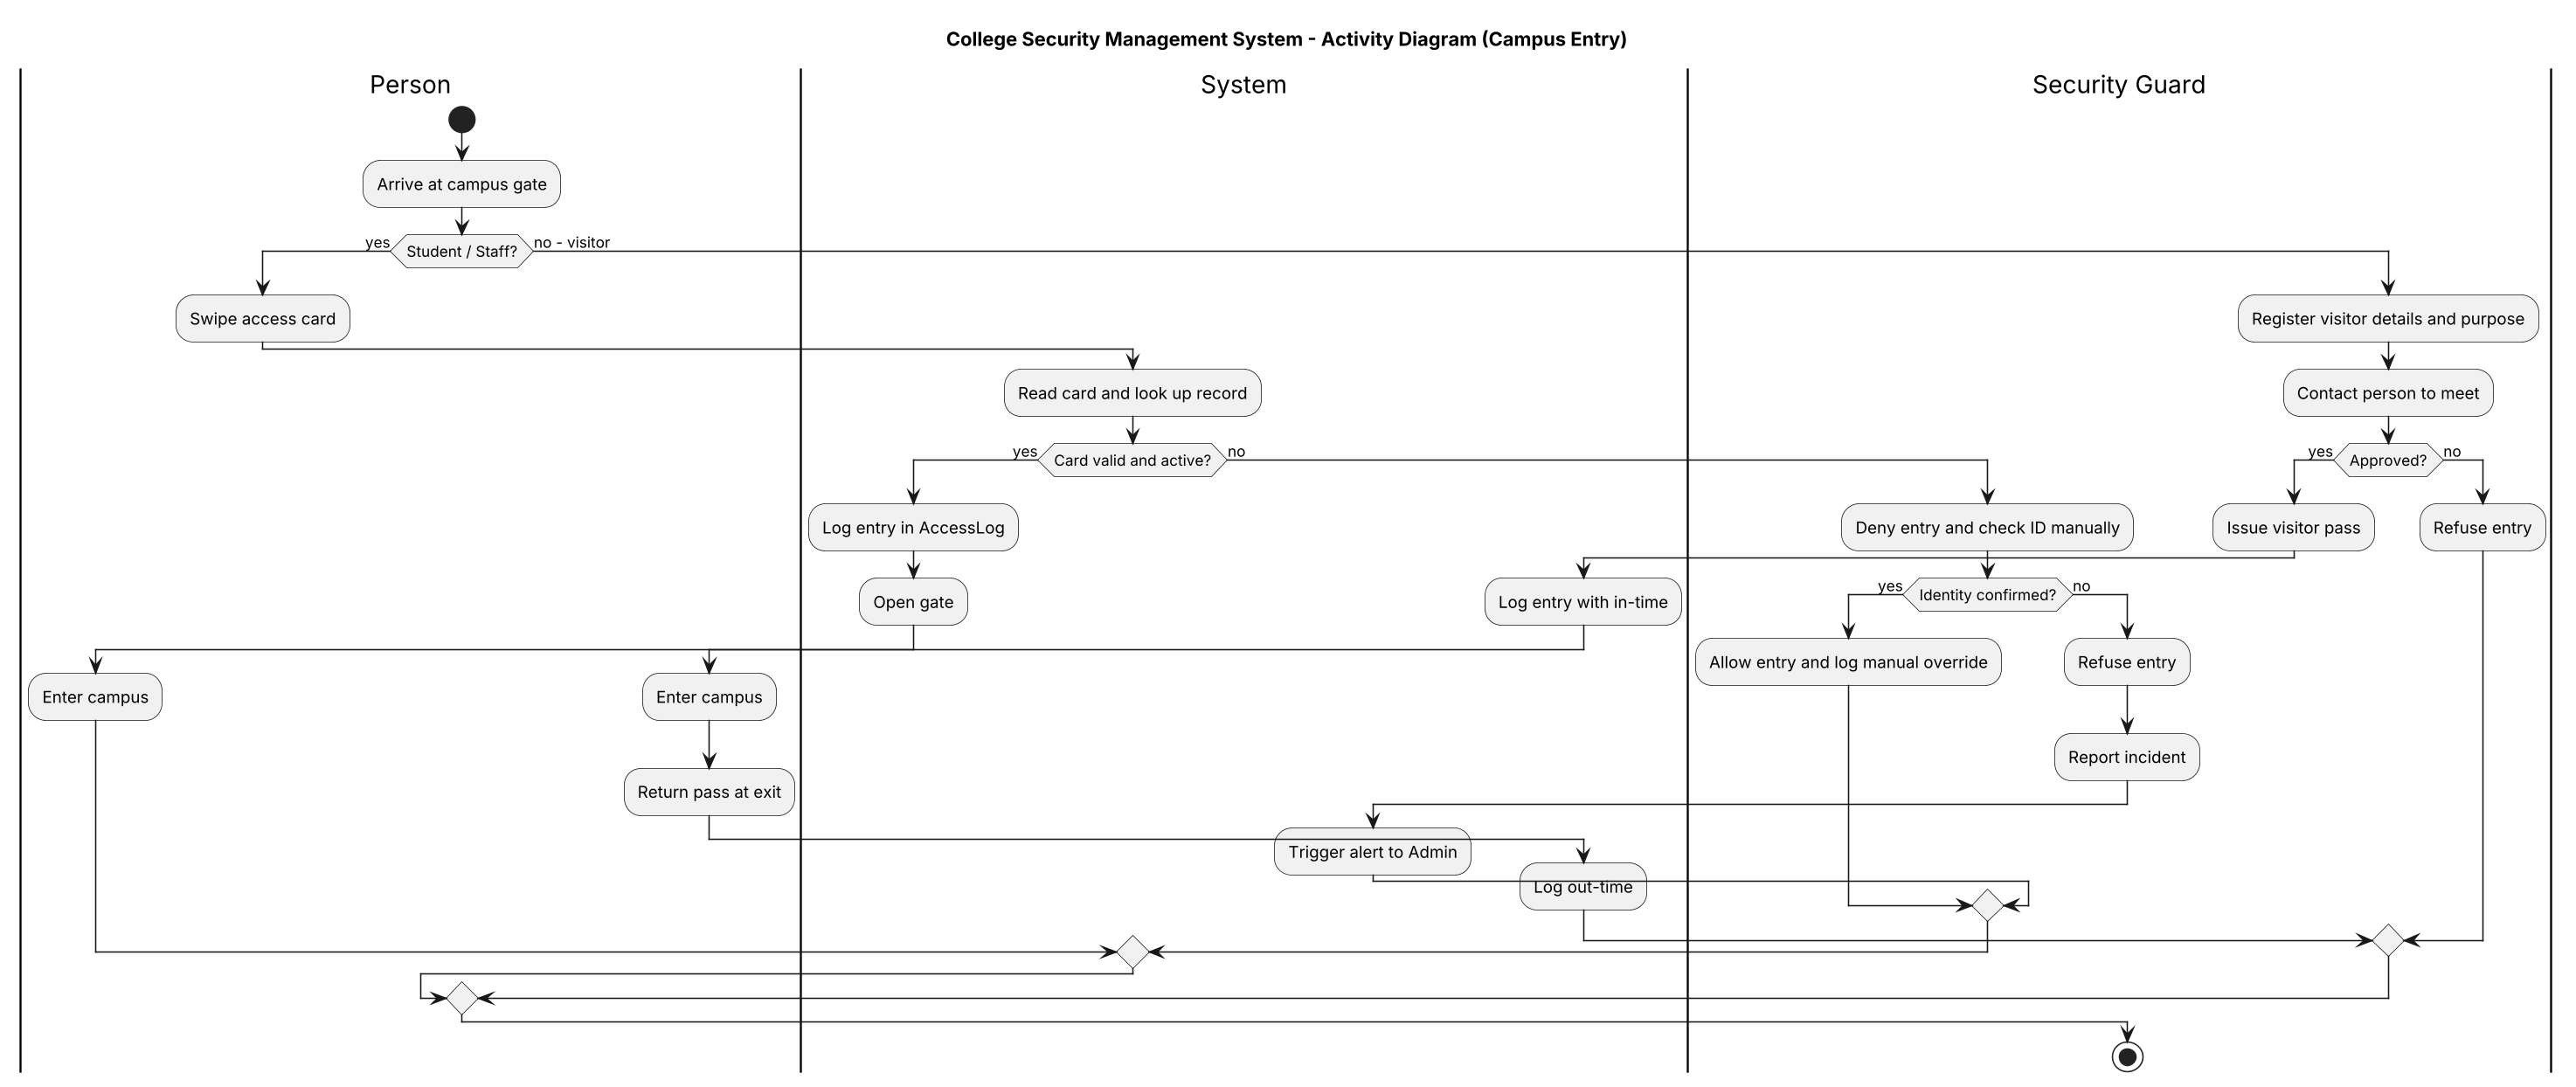 College Security Management System - Activity Diagram (Campus Entry)
Person
System
Security Guard
Arrive at campus gate
yes
Student / Staff?
no - visitor
Swipe access card
Register visitor details and purpose
Read card and look up record
Contact person to meet
yes
Card valid and active?
no
yes
Approved?
no
Log entry in AccessLog
Deny entry and check ID manually
Issue visitor pass
Refuse entry
Open gate
Log entry with in-time
yes
Identity confirmed?
no
Allow entry and log manual override
Refuse entry
Enter campus
Enter campus
Report incident
Return pass at exit
Trigger alert to Admin
Log out-time